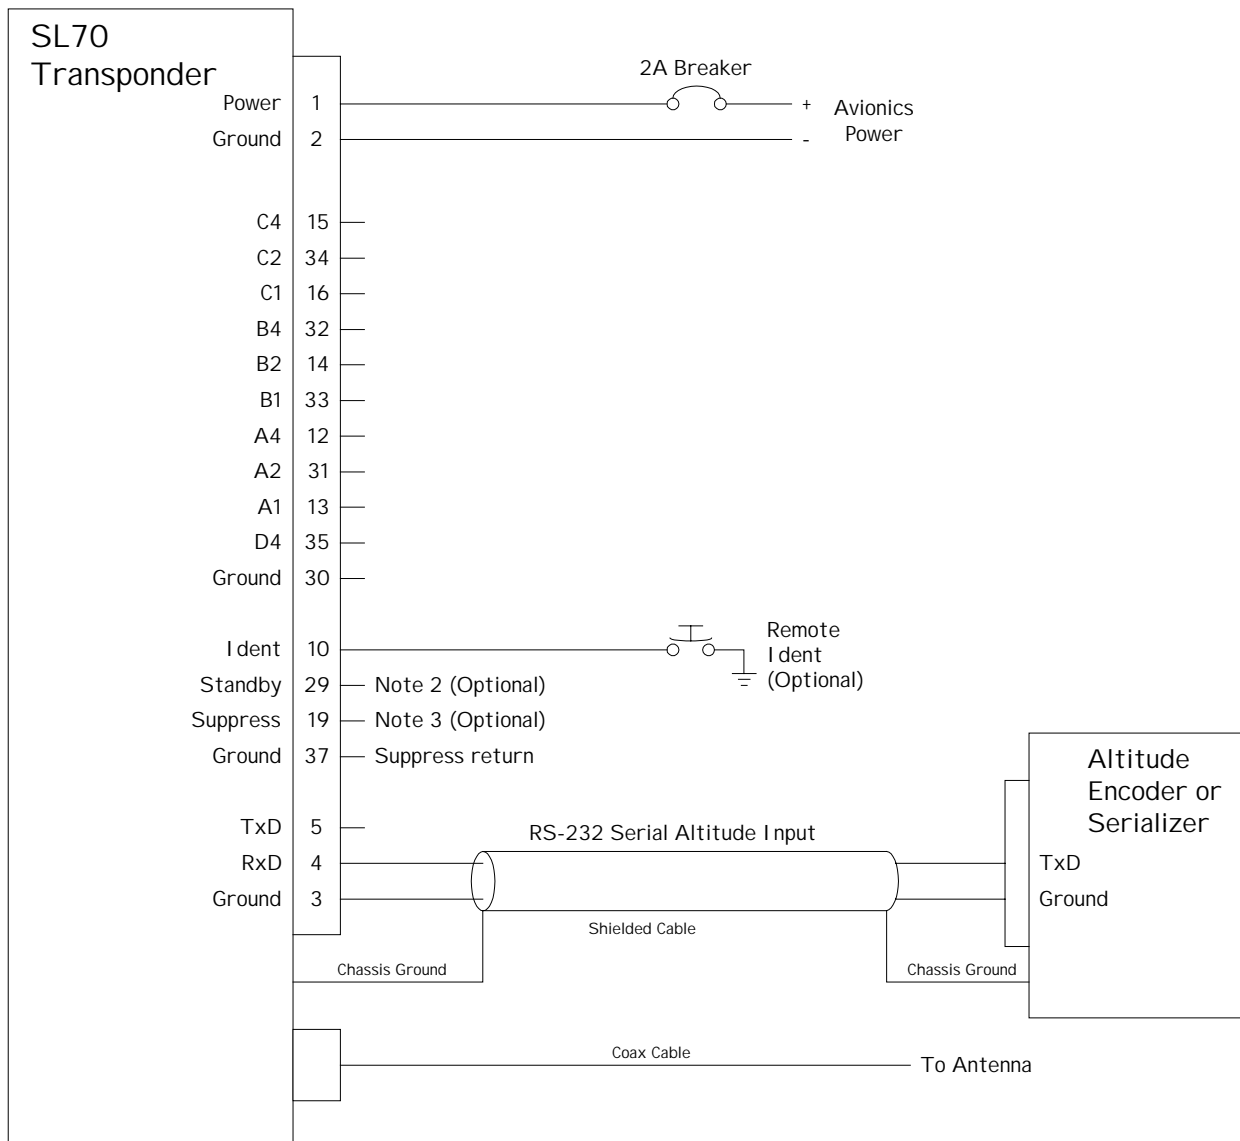 SL70
Transponder
2A Breaker
Power 1 + Avionics
Power
Ground 2 -
C4 15
C2 34
C1 16
B4 32
B2 14
B1 33
A4 12
A2 31
A1 13
D4 35
Ground 30
Ident 10
Remote
Ident
(Optional)
Standby 29 Note 2 (Optional)
Suppress 19 Note 3 (Optional)
Ground 37 Suppress return
Altitude
Encoder or
Serializer
TxD 5
RS-232 Serial Altitude Input
RxD 4 TxD
Ground 3 Ground
Shielded Cable
Chassis Ground Chassis Ground
Coax Cable
To Antenna